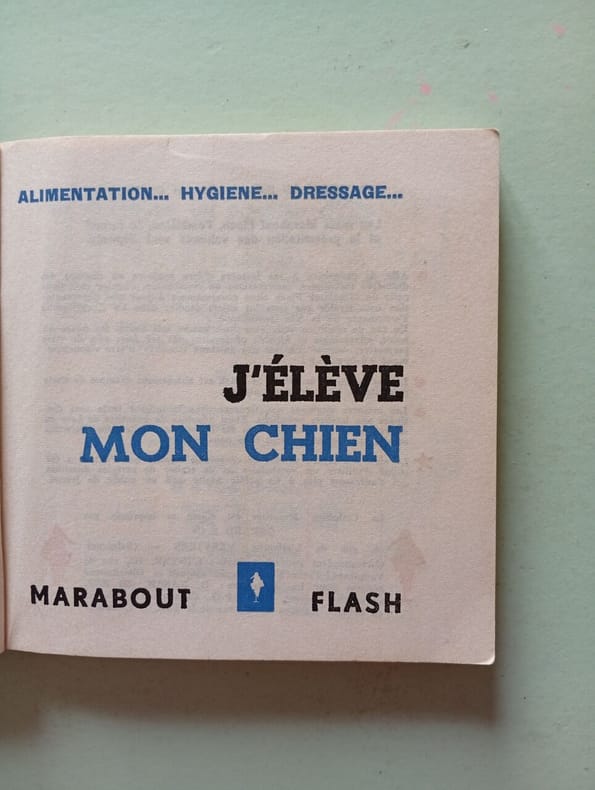 ALIMENTATION... HYGIENE... DRESSAGE...
J'ÉLÈVE
MON CHIEN
MARABOUT FLASH